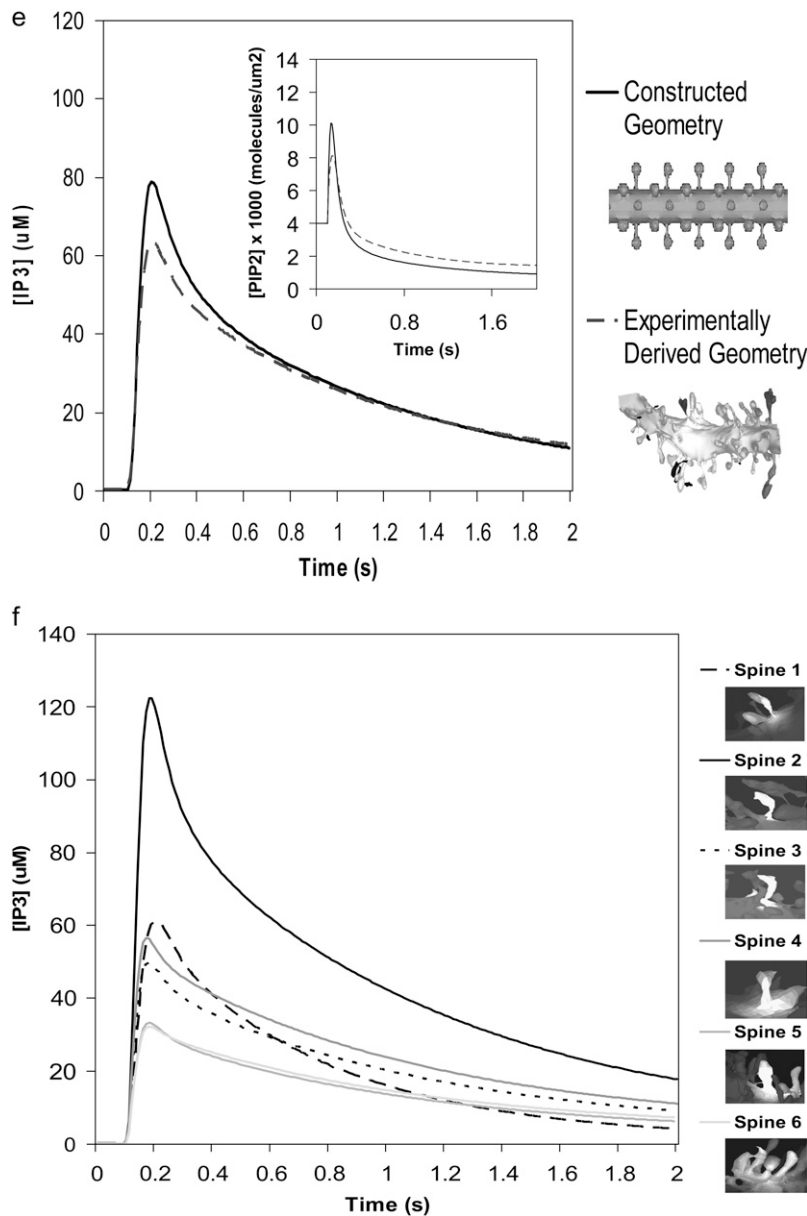 e
120
100
80
60
40
20
0
[IP3] (uM)
0 0.2 0.4 0.6 0.8 1 1.2 1.4 1.6 1.8 2
Time (s)
14
12
10
8
6
4
2
0
[PIP2] x 1000 (molecules/um2)
0 0.8 1.6
Time (s)
Constructed
Geometry
Experimentally
Derived Geometry
f
140
120
100
80
60
40
20
0
[IP3] (uM)
0 0.2 0.4 0.6 0.8 1 1.2 1.4 1.6 1.8 2
Time (s)
Spine 1
Spine 2
Spine 3
Spine 4
Spine 5
Spine 6